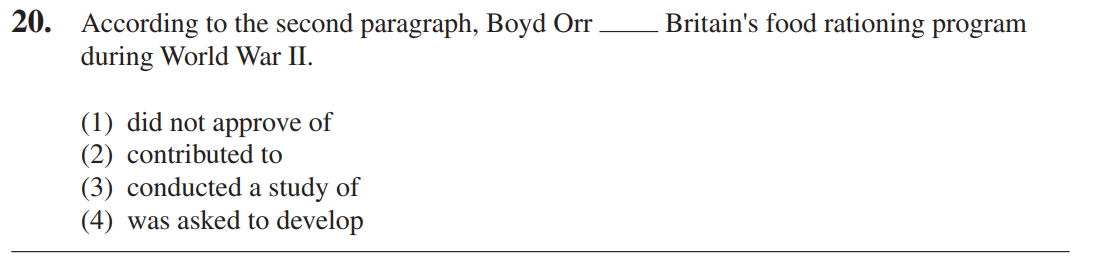 20. According to the second paragraph, Boyd Orr ____ Britain's food rationing program
during World War II.
(1) did not approve of
(2) contributed to
(3) conducted a study of
(4) was asked to develop